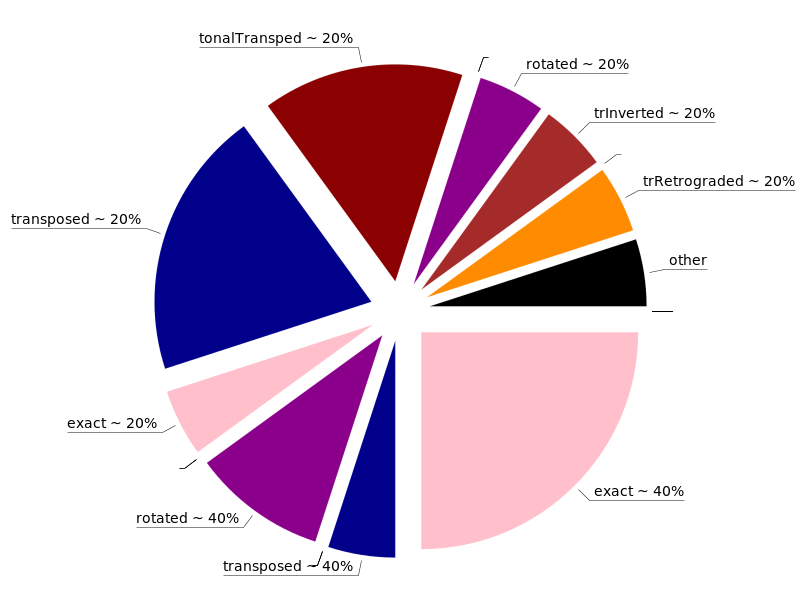 tonalTransped ~ 20%
rotated ~ 20%
trInverted ~ 20%
trRetrograded ~ 20%
transposed ~ 20%
other
exact ~ 20%
exact ~ 40%
rotated ~ 40%
transposed ~ 40%